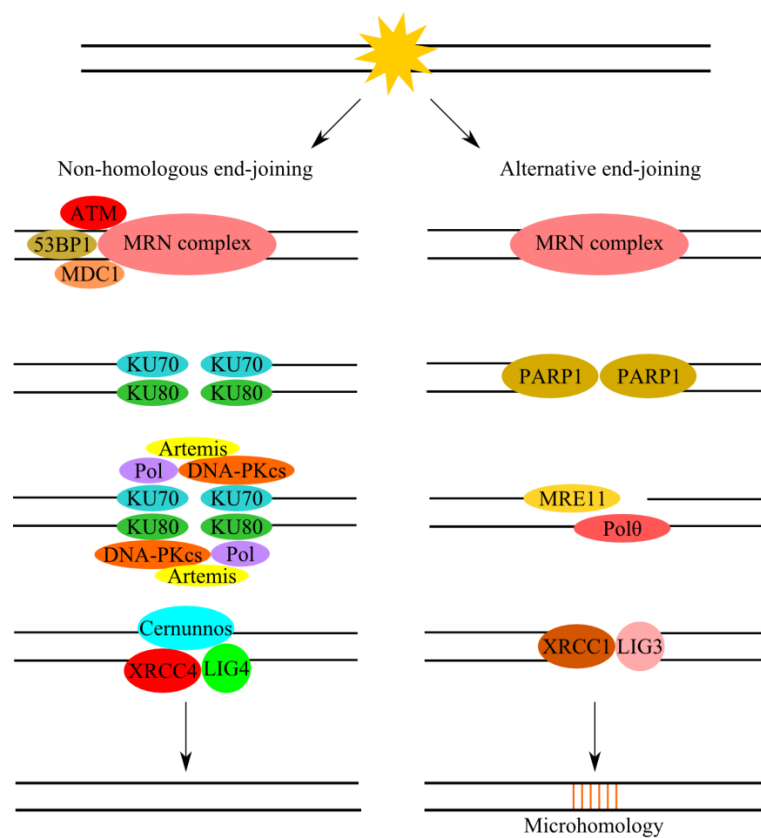 Non-homologous end-joining
Alternative end-joining
ATM
53BP1
MRN complex
MDC1
MRN complex
KU70 KU70
KU80 KU80
PARP1 PARP1
Artemis
Pol DNA-PKcs
KU70 KU70
KU80 KU80
DNA-PKcs Pol
Artemis
MRE11
Polθ
Cernunnos
XRCC4 LIG4
XRCC1 LIG3
Microhomology